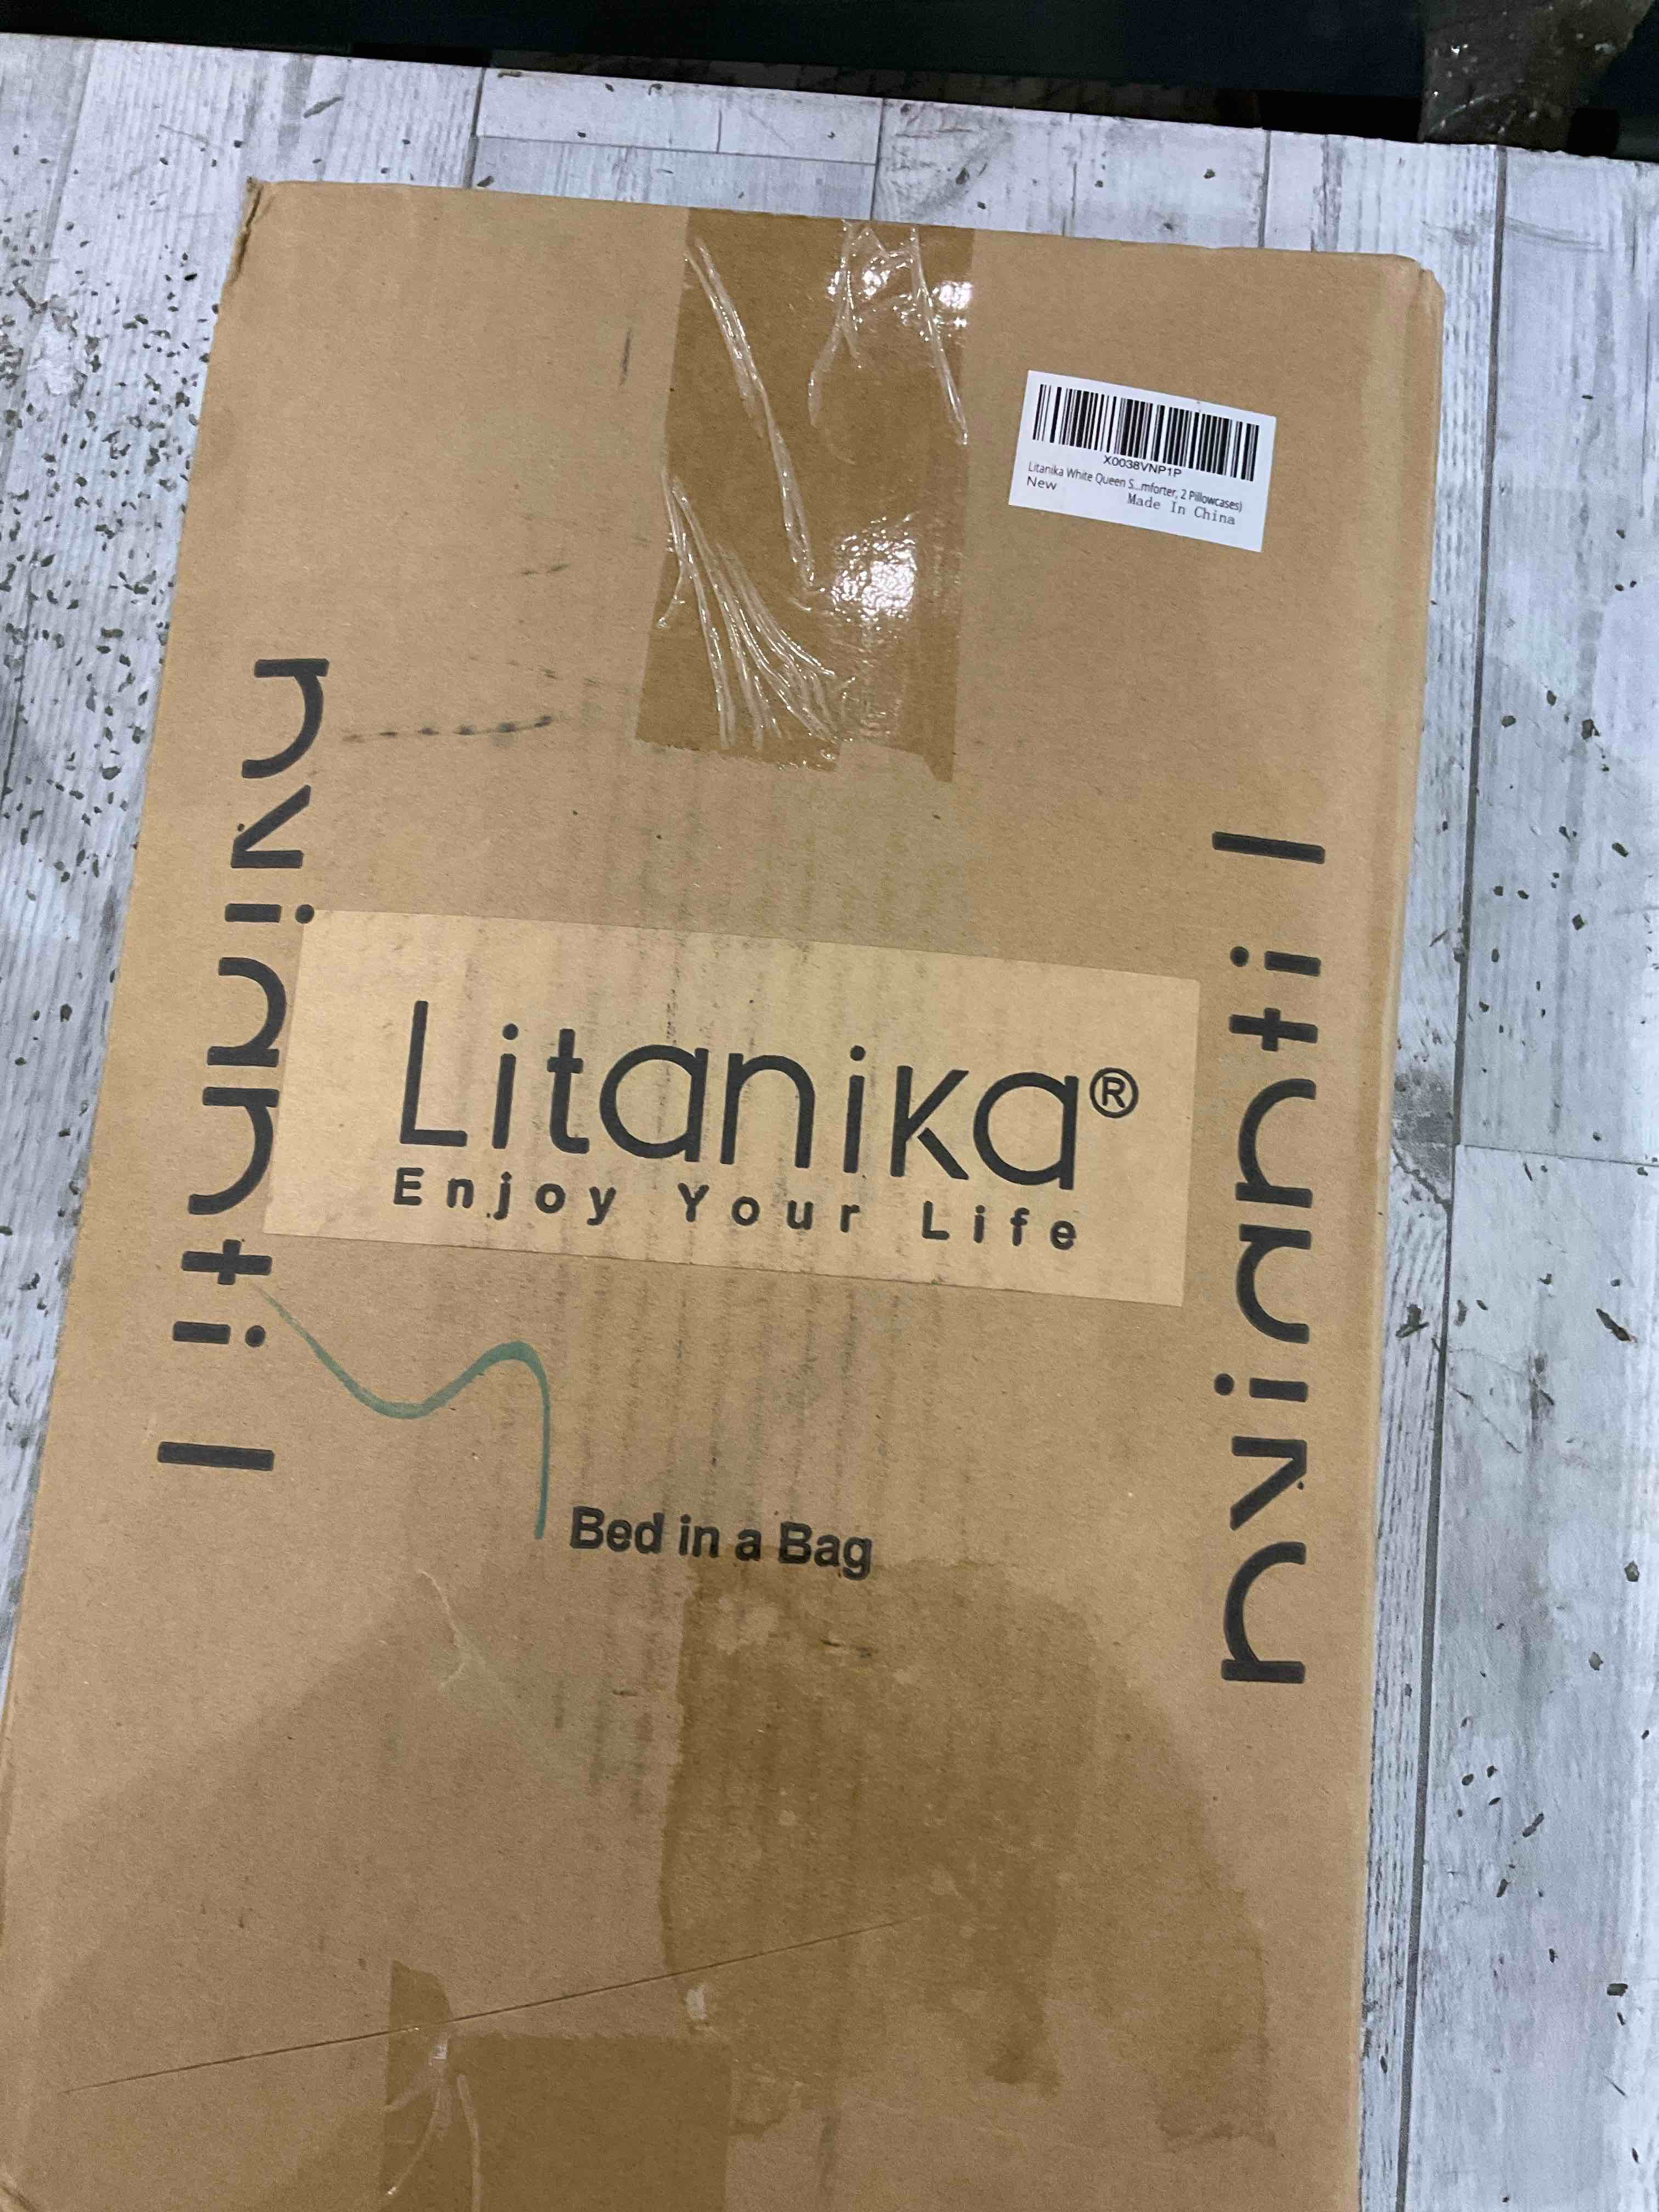 X0038VNP1P
Litanika White Queen S...mforter, 2 Pillowcases)
New
Made In China
Litanika
Litanika
Litanika®
Enjoy Your Life
Bed in a Bag